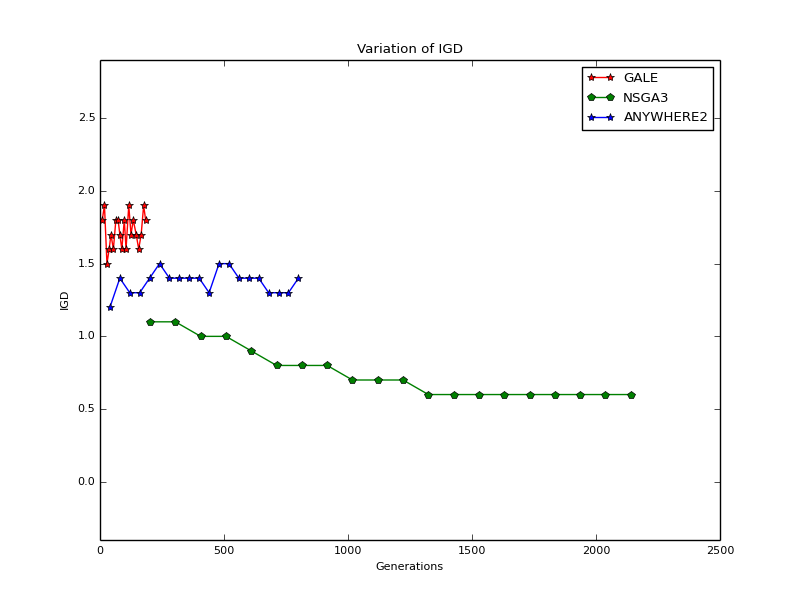 Variation of IGD
GALE
NSGA3
ANYWHERE2
2.5
2.0
1.5
1.0
0.5
0.0
IGD
0 500 1000 1500 2000 2500
Generations